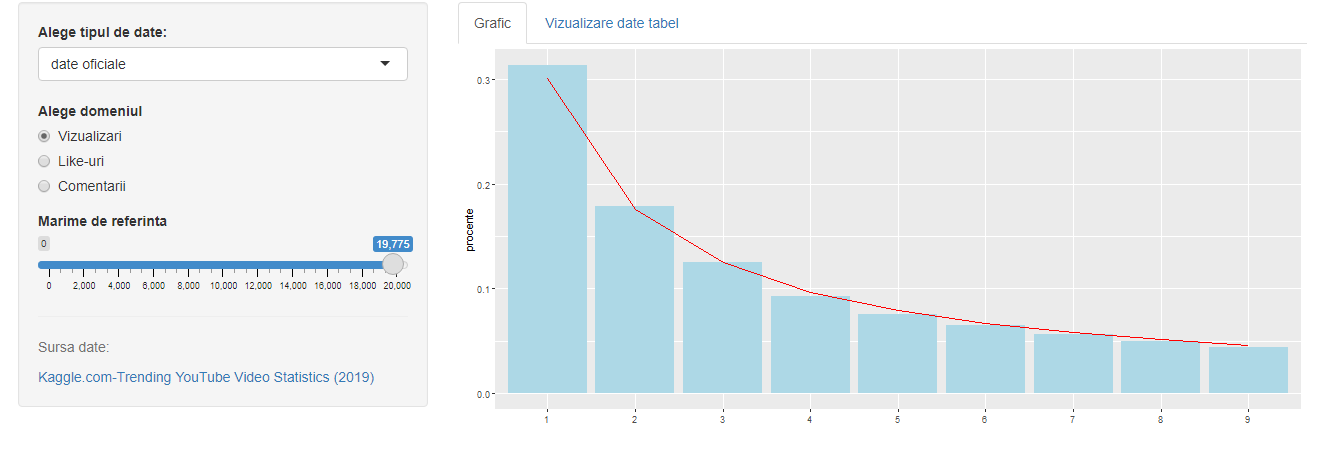 Alege tipul de date:
date oficiale
Alege domeniul
Vizualizari
Like-uri
Comentarii
Marime de referinta
0 19,775
0 2,000 4,000 6,000 8,000 10,000 12,000 14,000 16,000 18,000 20,000
Sursa date:
Kaggle.com-Trending YouTube Video Statistics (2019)
Grafic Vizualizare date tabel
procente
0.3
0.2
0.1
0.0
1 2 3 4 5 6 7 8 9